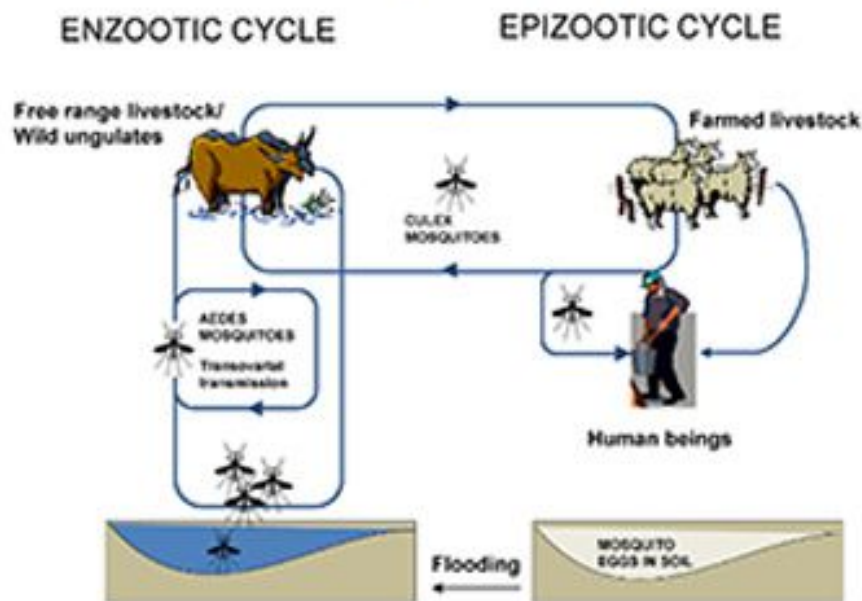 ENZOOTIC CYCLE
EPIZOOTIC CYCLE
Free range livestock/
Wild ungulates
Farmed livestock
CULEX
MOSQUITOES
AEDES
MOSQUITOES
Transovarial
transmission
Human beings
Flooding
MOSQUITO
EGGS IN SOIL